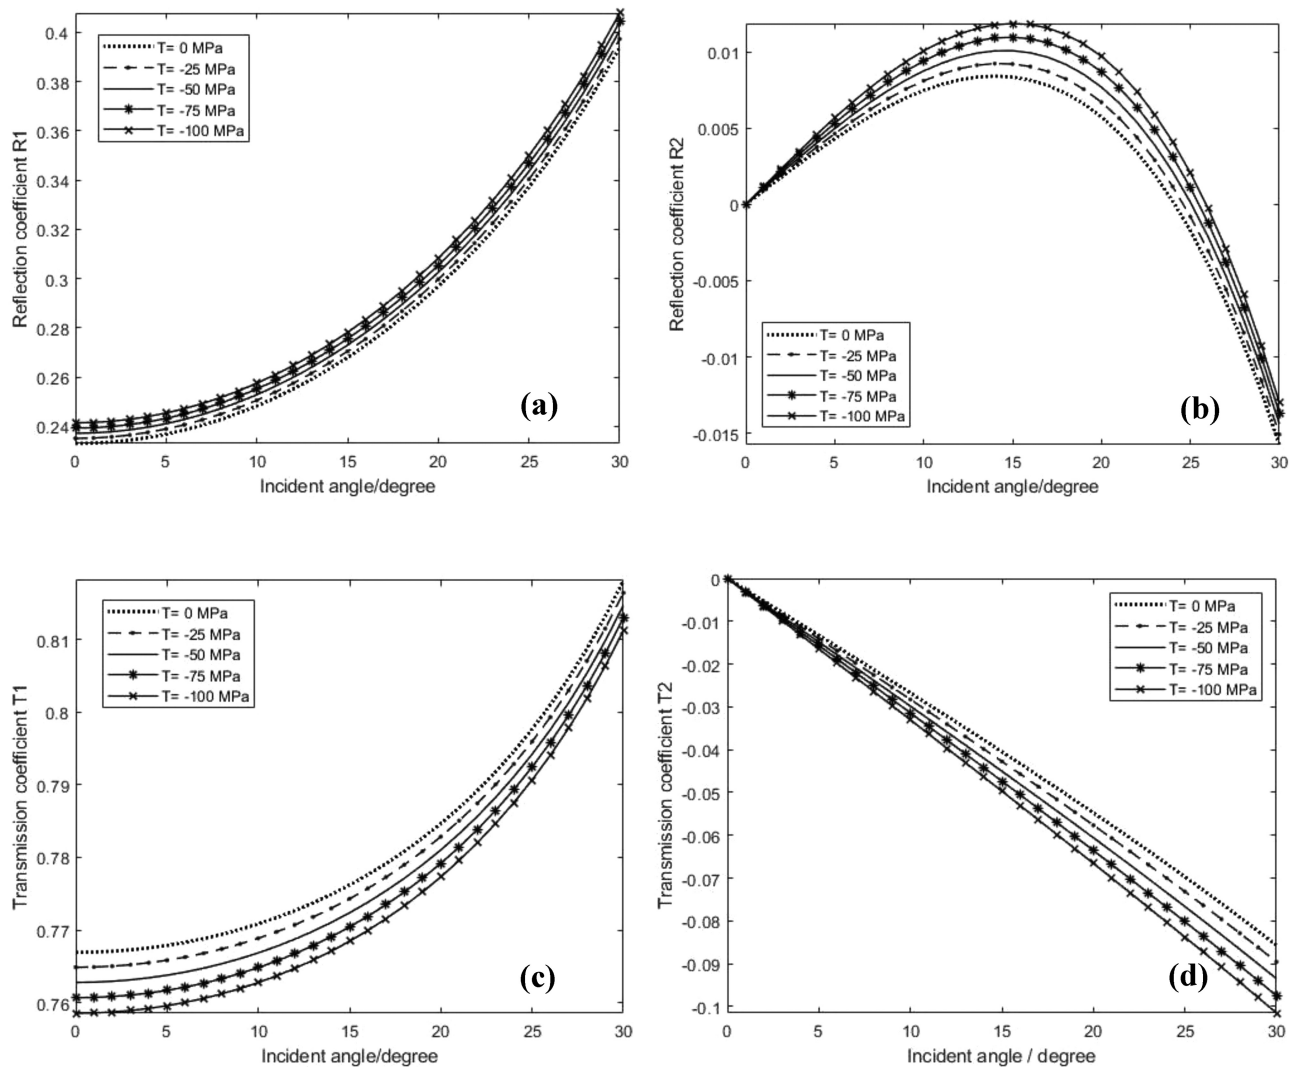 0.4
0.38
0.36
0.34
0.32
0.3
0.28
0.26
0.24
Reflection coefficient R1
T= 0 MPa
T= -25 MPa
T= -50 MPa
T= -75 MPa
T= -100 MPa
(a)
0 5 10 15 20 25 30
Incident angle/degree
0.01
0.005
0
-0.005
-0.01
-0.015
Reflection coefficient R2
T= 0 MPa
T= -25 MPa
T= -50 MPa
T= -75 MPa
T= -100 MPa
(b)
0 5 10 15 20 25 30
Incident angle/degree
0.81
0.8
0.79
0.78
0.77
0.76
Transmission coefficient T1
T= 0 MPa
T= -25 MPa
T= -50 MPa
T= -75 MPa
T= -100 MPa
(c)
0 5 10 15 20 25 30
Incident angle/degree
0
-0.01
-0.02
-0.03
-0.04
-0.05
-0.06
-0.07
-0.08
-0.09
-0.1
Transmission coefficient T2
T= 0 MPa
T= -25 MPa
T= -50 MPa
T= -75 MPa
T= -100 MPa
(d)
0 5 10 15 20 25 30
Incident angle / degree